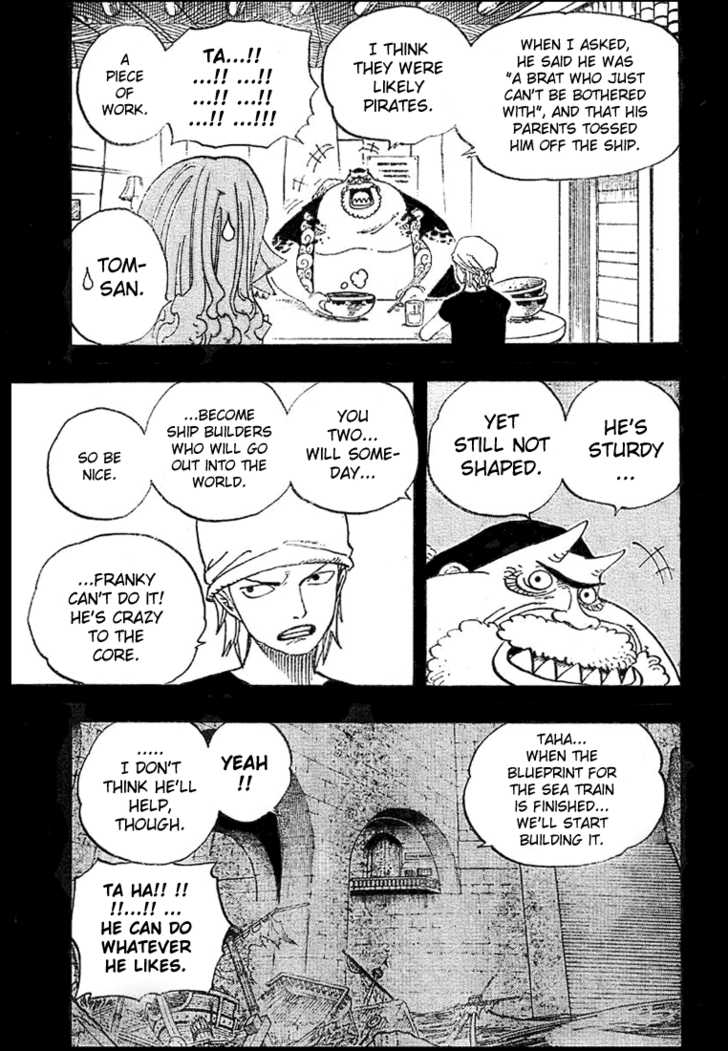 WHEN I ASKED,
HE SAID HE WAS
"A BRAT WHO JUST
CAN'T BE BOTHERED
WITH", AND THAT HIS
PARENTS TOSSED
HIM OFF THE SHIP.
I THINK
THEY WERE
LIKELY
PIRATES.
TA...!!
...!! ...!!
...!! ...!!
...!! ...!!!
A
PIECE
OF
WORK.
TOM-
SAN.
HE'S
STURDY
...
YET
STILL NOT
SHAPED.
YOU
TWO...
WILL SOME-
DAY...
...BECOME
SHIP BUILDERS
WHO WILL GO
OUT INTO THE
WORLD.
SO BE
NICE.
...FRANKY
CAN'T DO IT!
HE'S CRAZY
TO THE
CORE.
TAHA...
WHEN THE
BLUEPRINT FOR
THE SEA TRAIN
IS FINISHED...
WE'LL START
BUILDING IT.
YEAH
!!
.....
I DON'T
THINK HE'LL
HELP,
THOUGH.
TA HA!! !!
!!...!! ...
HE CAN DO
WHATEVER
HE LIKES.